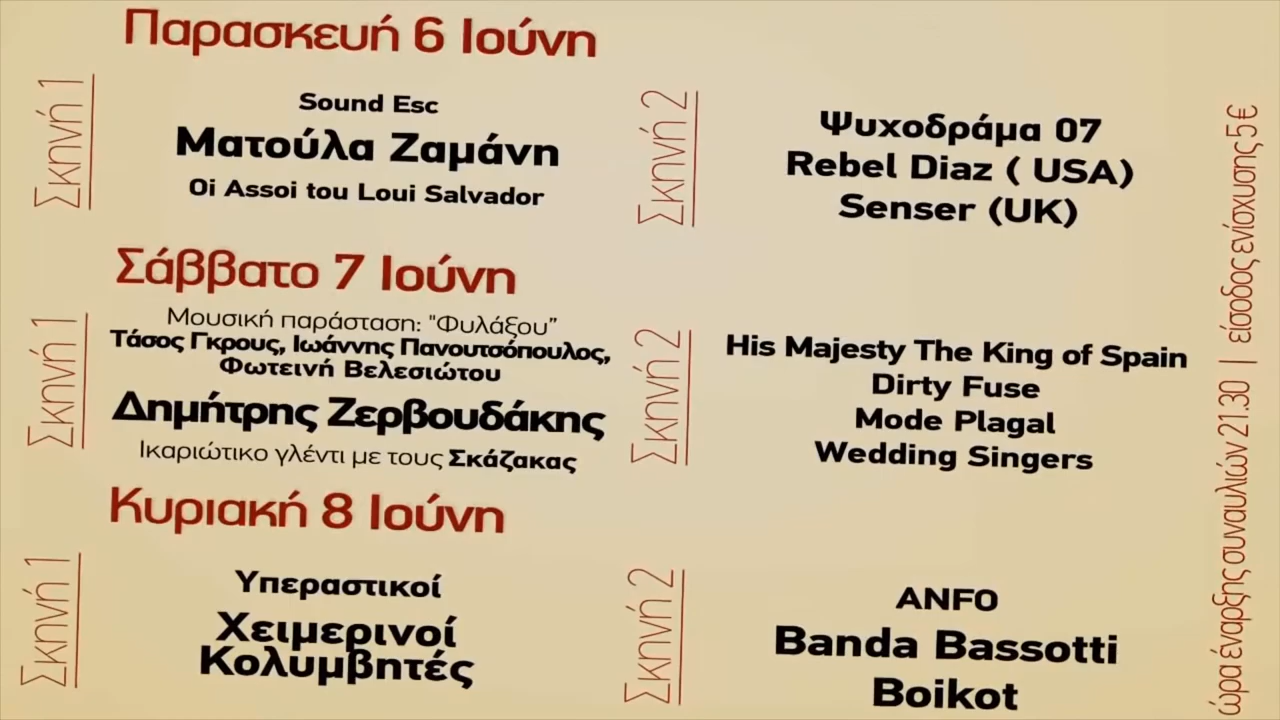 Παρασκευή 6 Ιούνη
Σκηνή 1
Sound Esc
Ματούλα Ζαμάνη
Oi Assoi tou Loui Salvador
Σκηνή 2
Ψυχοδράμα 07
Rebel Diaz ( USA)
Senser (UK)
Σάββατο 7 Ιούνη
Σκηνή 1
Μουσική παράσταση: "Φυλάξου"
Τάσος Γκρους, Ιωάννης Πανουτσόπουλος,
Φωτεινή Βελεσιώτου
Δημήτρης Ζερβουδάκης
Ικαριώτικο γλέντι με τους Σκάζακας
Σκηνή 2
His Majesty The King of Spain
Dirty Fuse
Mode Plagal
Wedding Singers
Κυριακή 8 Ιούνη
Σκηνή 1
Υπεραστικοί
Χειμερινοί
Κολυμβητές
Σκηνή 2
ANFO
Banda Bassotti
Boikot
ώρα έναρξης συναυλιών 21.30 | είσοδος ενίσχυσης 5€